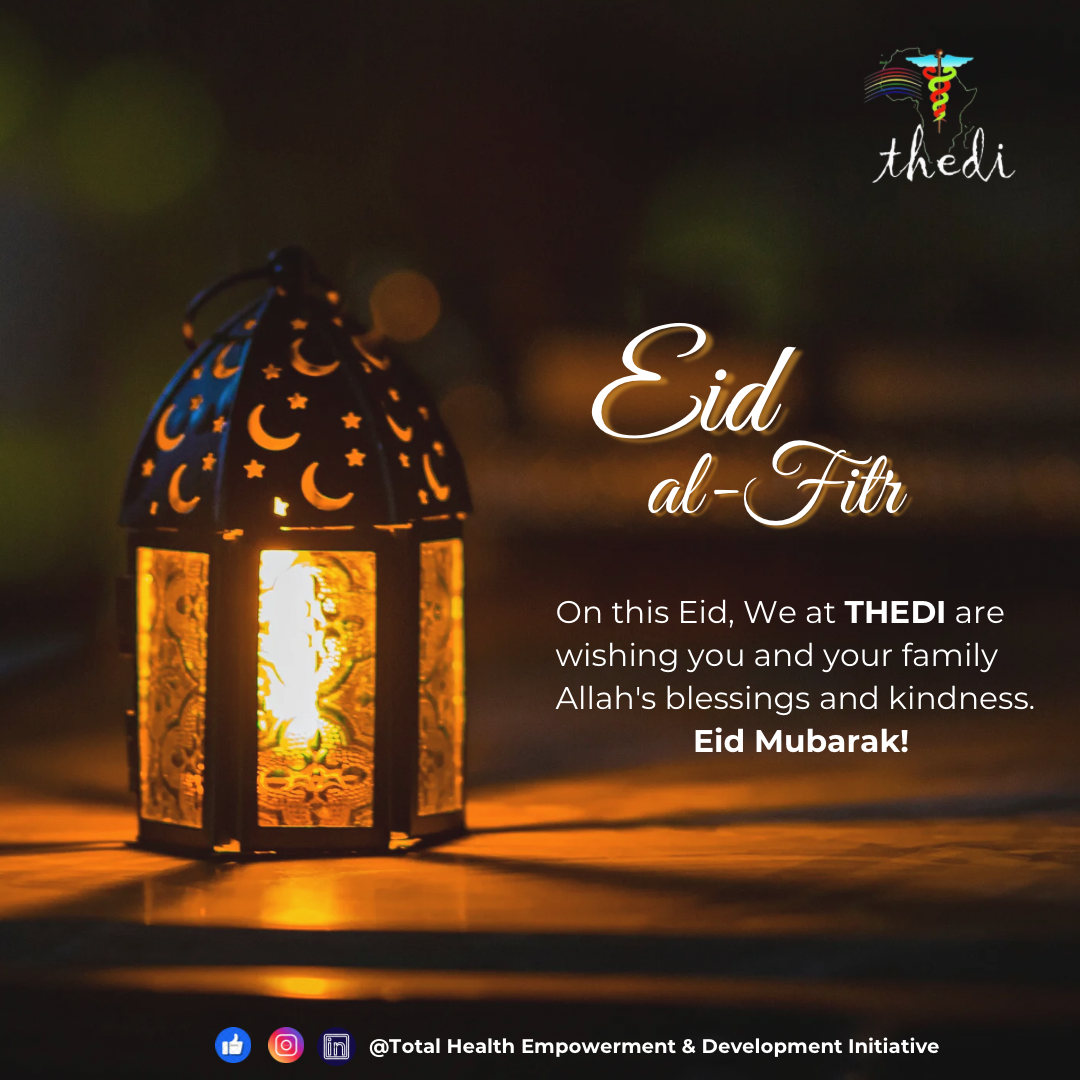 thedi
Eid
al-Fitr
On this Eid, We at THEDI are
wishing you and your family
Allah's blessings and kindness.
Eid Mubarak!
@Total Health Empowerment & Development Initiative